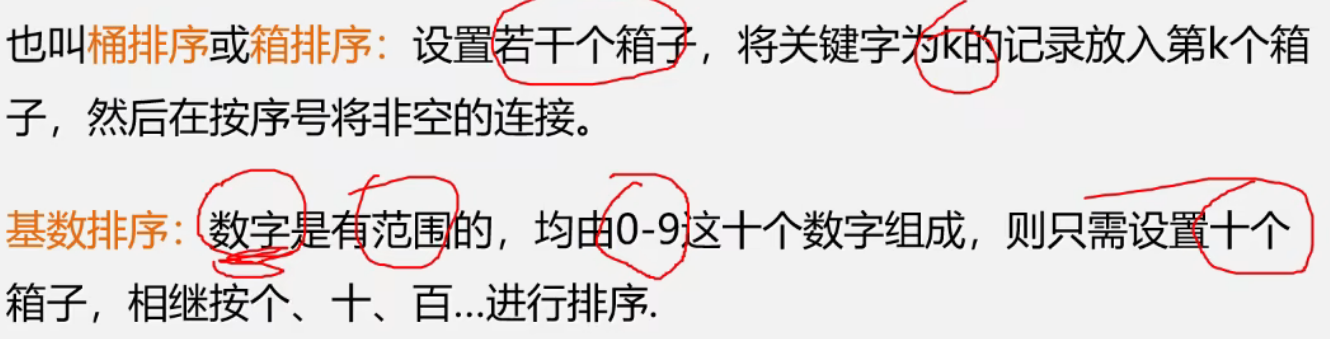 也叫桶排序或箱排序：设置若干个箱子，将关键字为k的记录放入第k个箱
子，然后在按序号将非空的连接。
基数排序：数字是有范围的，均由0-9这十个数字组成，则只需设置十个
箱子，相继按个、十、百...进行排序.